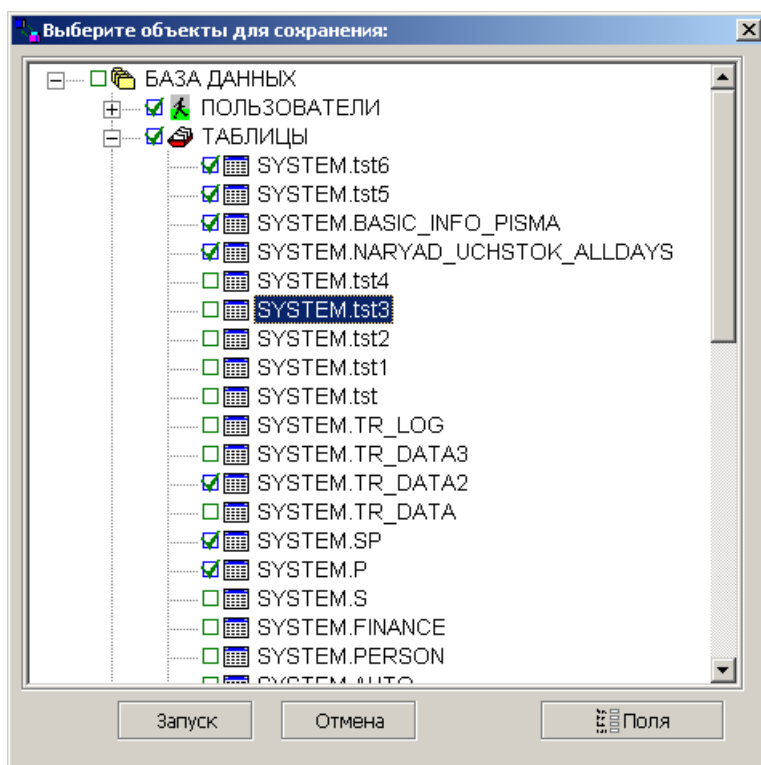 Выберите объекты для сохранения:
БАЗА ДАННЫХ
ПОЛЬЗОВАТЕЛИ
ТАБЛИЦЫ
SYSTEM.tst6
SYSTEM.tst5
SYSTEM.BASIC_INFO_PISMA
SYSTEM.NARYAD_UCHSTOK_ALLDAYS
SYSTEM.tst4
SYSTEM.tst3
SYSTEM.tst2
SYSTEM.tst1
SYSTEM.tst
SYSTEM.TR_LOG
SYSTEM.TR_DATA3
SYSTEM.TR_DATA2
SYSTEM.TR_DATA
SYSTEM.SP
SYSTEM.P
SYSTEM.S
SYSTEM.FINANCE
SYSTEM.PERSON
SYSTEM.AUTO
Запуск Отмена Поля